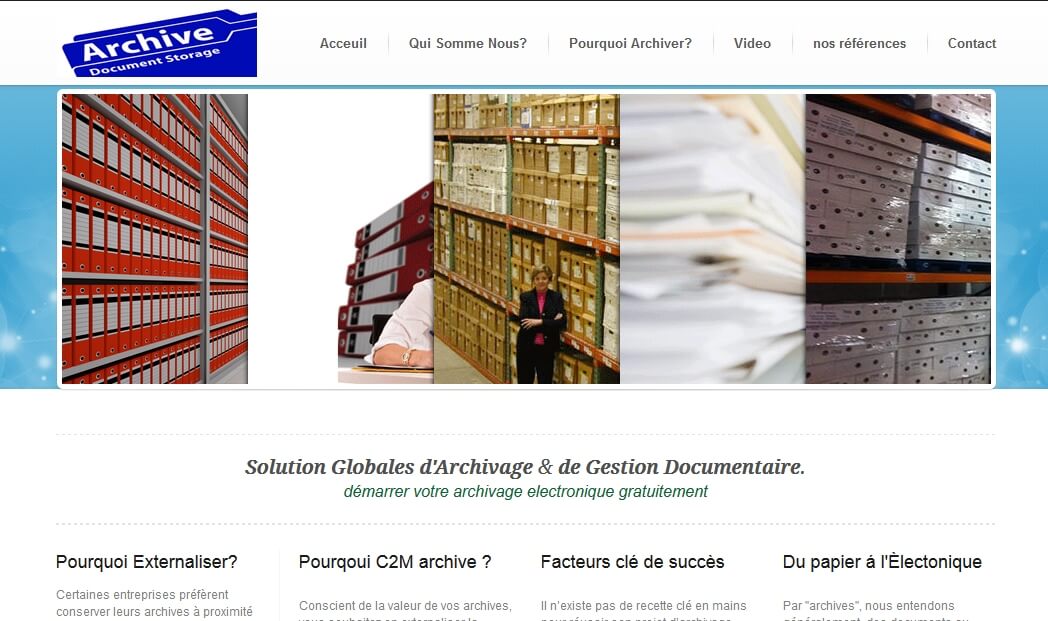 Archive
Document Storage
Acceuil
Qui Somme Nous?
Pourquoi Archiver?
Video
nos références
Contact
Solution Globales d'Archivage & de Gestion Documentaire.
démarrer votre archivage electronique gratuitement
Pourquoi Externaliser?
Certaines entreprises préfèrent
conserver leurs archives à proximité
Pourqoui C2M archive ?
Conscient de la valeur de vos archives,
Facteurs clé de succès
Il n'existe pas de recette clé en mains
Du papier á l'Èlectonique
Par "archives", nous entendons